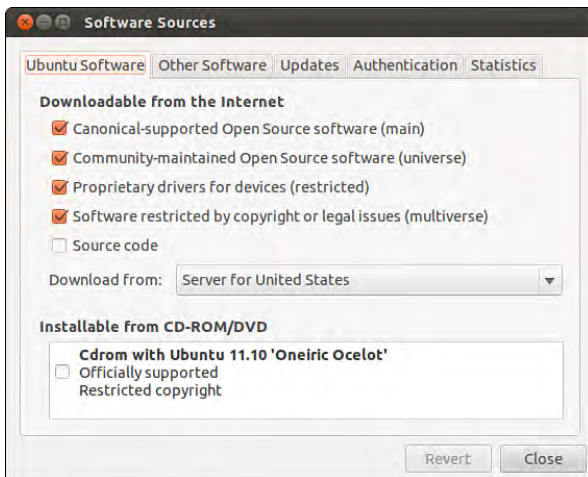 Software Sources
Ubuntu Software Other Software Updates Authentication Statistics
Downloadable from the Internet
Canonical-supported Open Source software (main)
Community-maintained Open Source software (universe)
Proprietary drivers for devices (restricted)
Software restricted by copyright or legal issues (multiverse)
Source code
Download from: Server for United States
Installable from CD-ROM/DVD
Cdrom with Ubuntu 11.10 'Oneiric Ocelot'
Officially supported
Restricted copyright
Revert Close